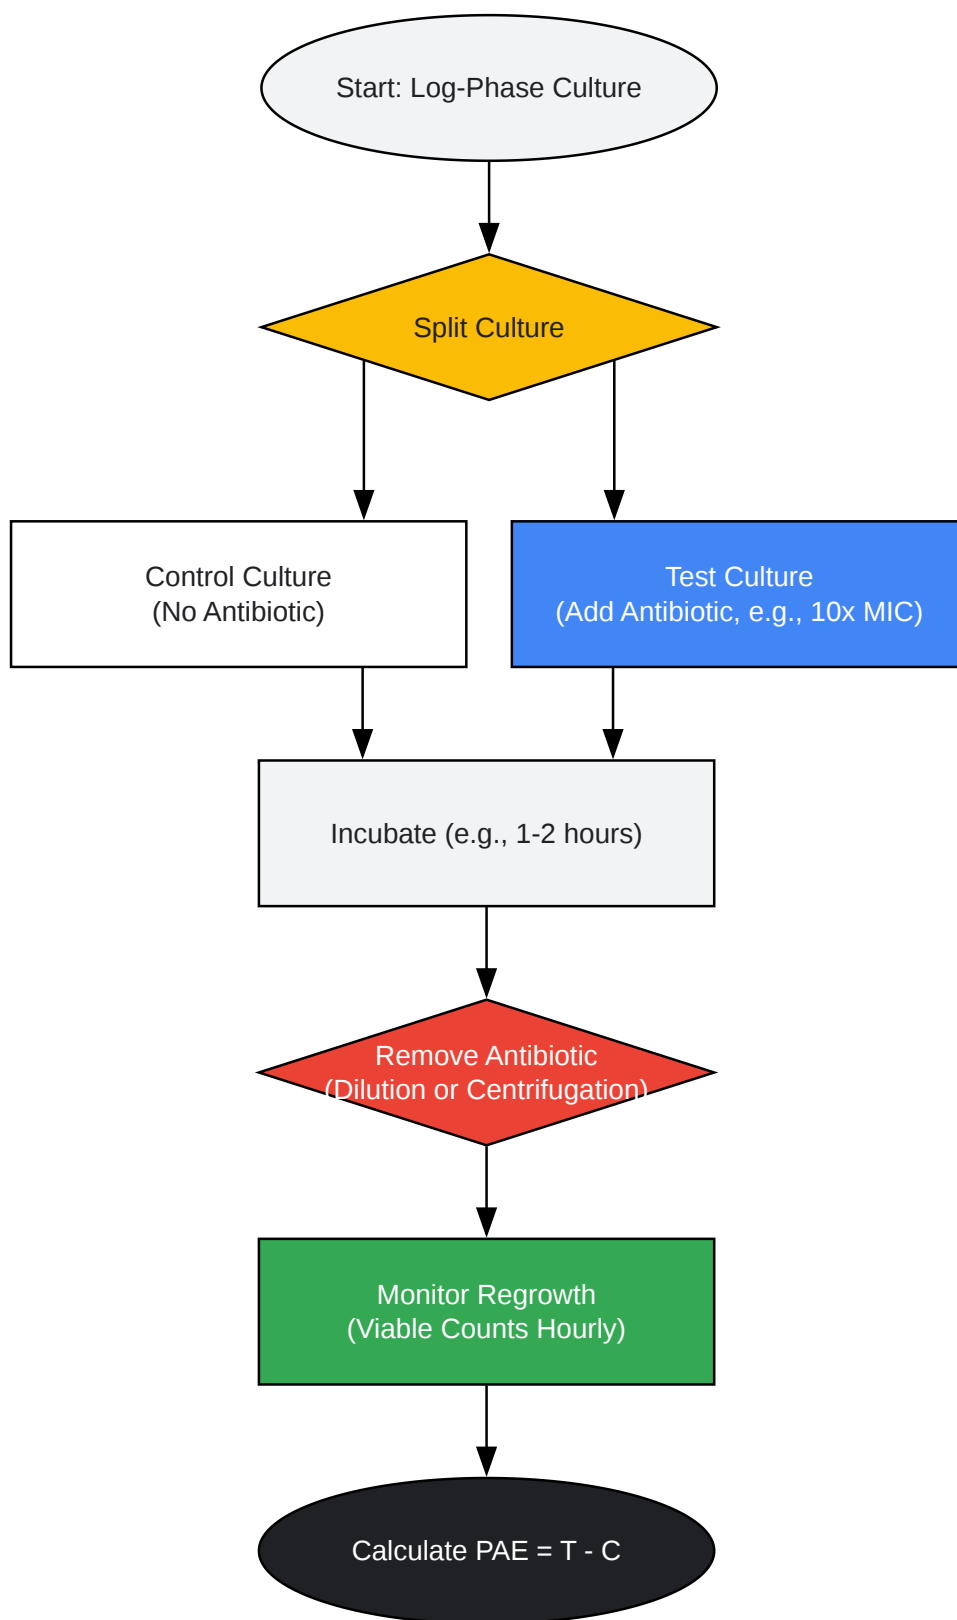 Start: Log-Phase Culture
Split Culture
Control Culture
(No Antibiotic)
Test Culture
(Add Antibiotic, e.g., 10x MIC)
Incubate (e.g., 1-2 hours)
Remove Antibiotic
(Dilution or Centrifugation)
Monitor Regrowth
(Viable Counts Hourly)
Calculate PAE = T - C